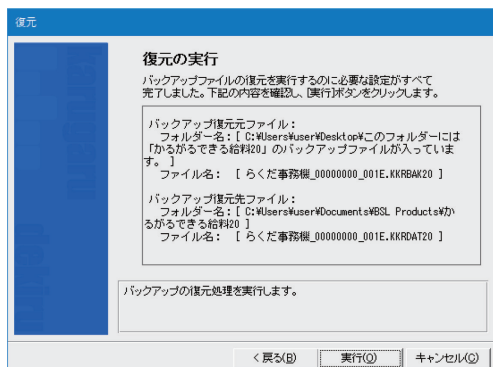 復元
復元の実行
バックアップファイルの復元を実行するのに必要な設定がすべて
完了しました。下記の内容を確認し、[実行]ボタンをクリックします。
バックアップ復元元ファイル：
フォルダー名：[ C:¥Users¥user¥Desktop¥このフォルダーには
「かるがるできる給料20」のバックアップファイルが入っていま
す。 ]
ファイル名： [ らくだ事務機_00000000_001E.KKRBAK20 ]
バックアップ復元先ファイル：
フォルダー名：[ C:¥Users¥user¥Documents¥BSL Products¥か
るがるできる給料20 ]
ファイル名： [ らくだ事務機_00000000_001E.KKRDAT20 ]
バックアップの復元処理を実行します。
< 戻る(B) 実行(O) キャンセル(C)